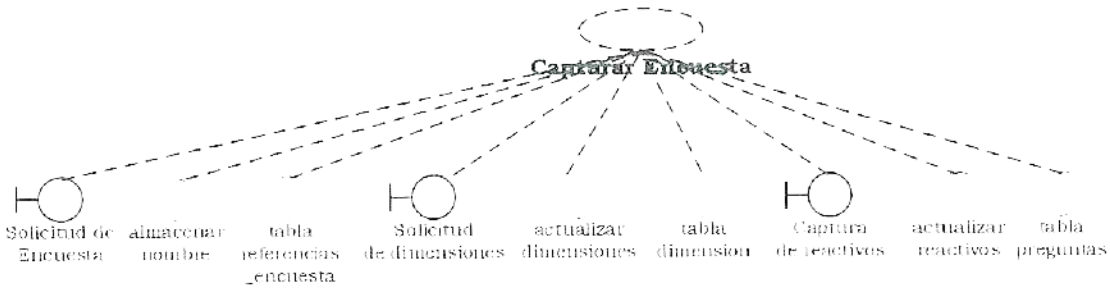 Capturar Encuesta
Solicitud de almacenar tabla Solicitud actualizar tabla Captura actualizar tabla
Encuesta nombre referencias de dimensiones dimensiones dimension de reactivos reactivos preguntas
_encuesta